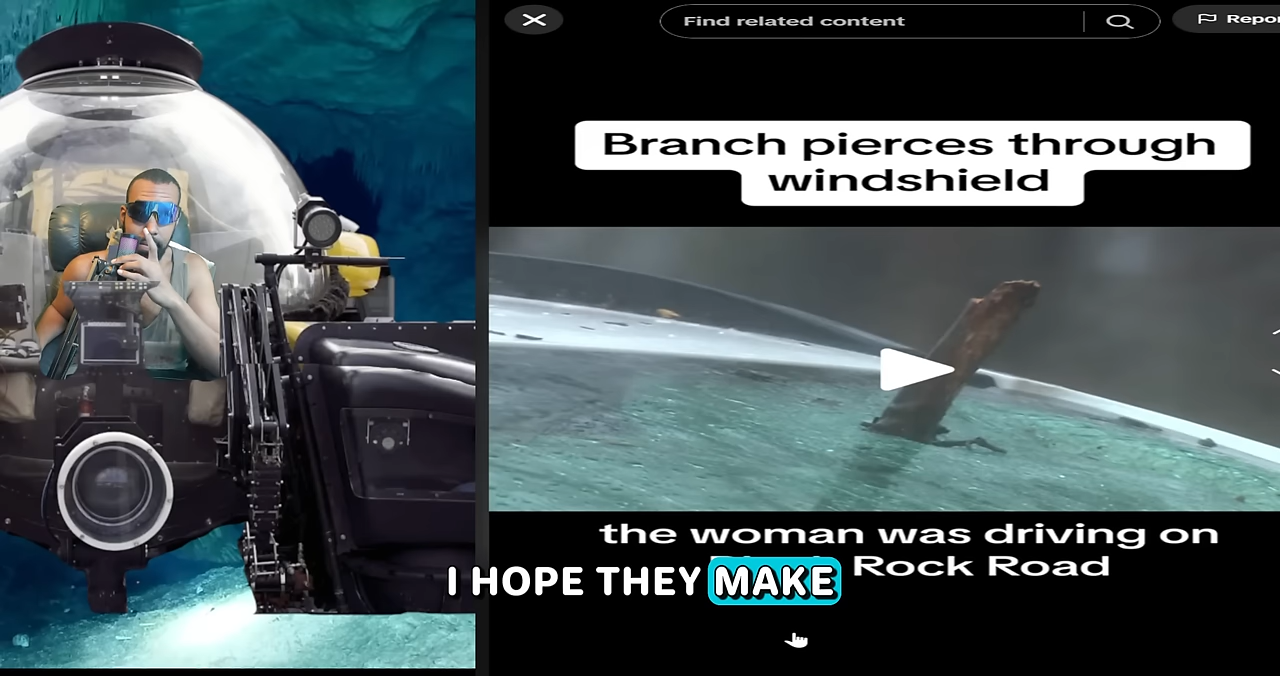 Find related content
Repor
Branch pierces through
windshield
the woman was driving on
Rock Road
I HOPE THEY MAKE